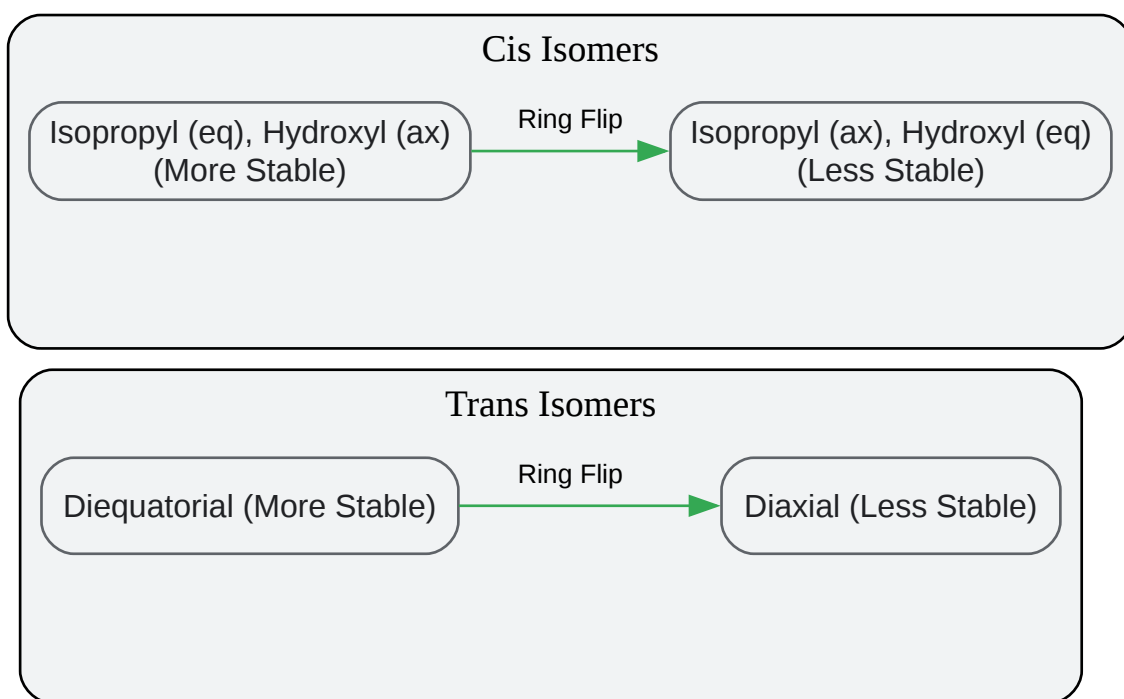 Cis Isomers
Ring Flip
Isopropyl (eq), Hydroxyl (ax)
(More Stable)
Isopropyl (ax), Hydroxyl (eq)
(Less Stable)
Trans Isomers
Ring Flip
Diequatorial (More Stable)
Diaxial (Less Stable)